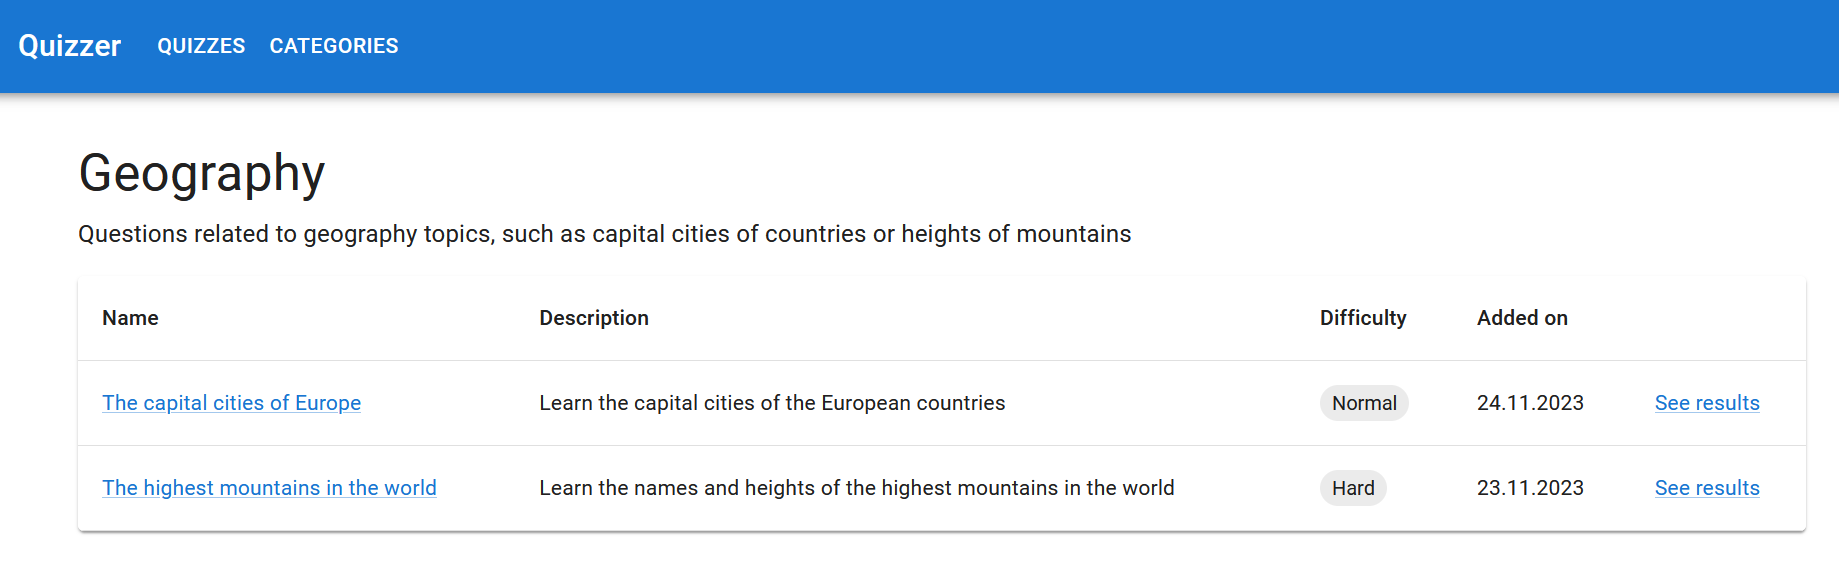 Quizzer QUIZZES CATEGORIES
Geography
Questions related to geography topics, such as capital cities of countries or heights of mountains
Name Description Difficulty Added on
The capital cities of Europe Learn the capital cities of the European countries Normal 24.11.2023 See results
The highest mountains in the world Learn the names and heights of the highest mountains in the world Hard 23.11.2023 See results